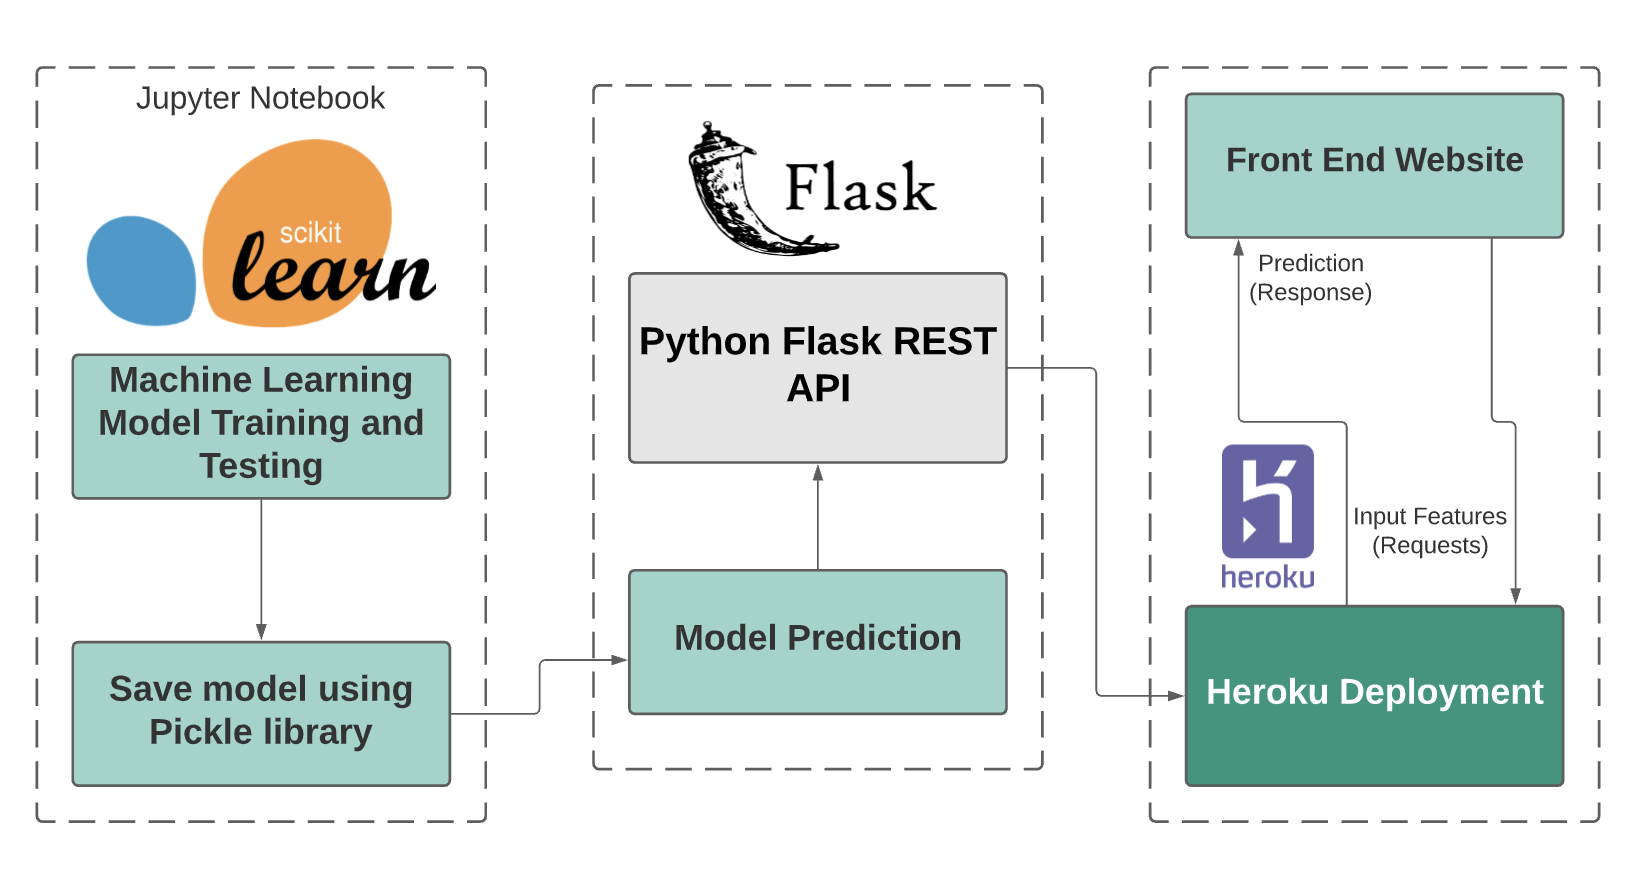 Jupyter Notebook
scikit
learn
Machine Learning
Model Training and
Testing
Save model using
Pickle library
Flask
Python Flask REST
API
Model Prediction
Front End Website
Prediction
(Response)
Input Features
(Requests)
heroku
Heroku Deployment